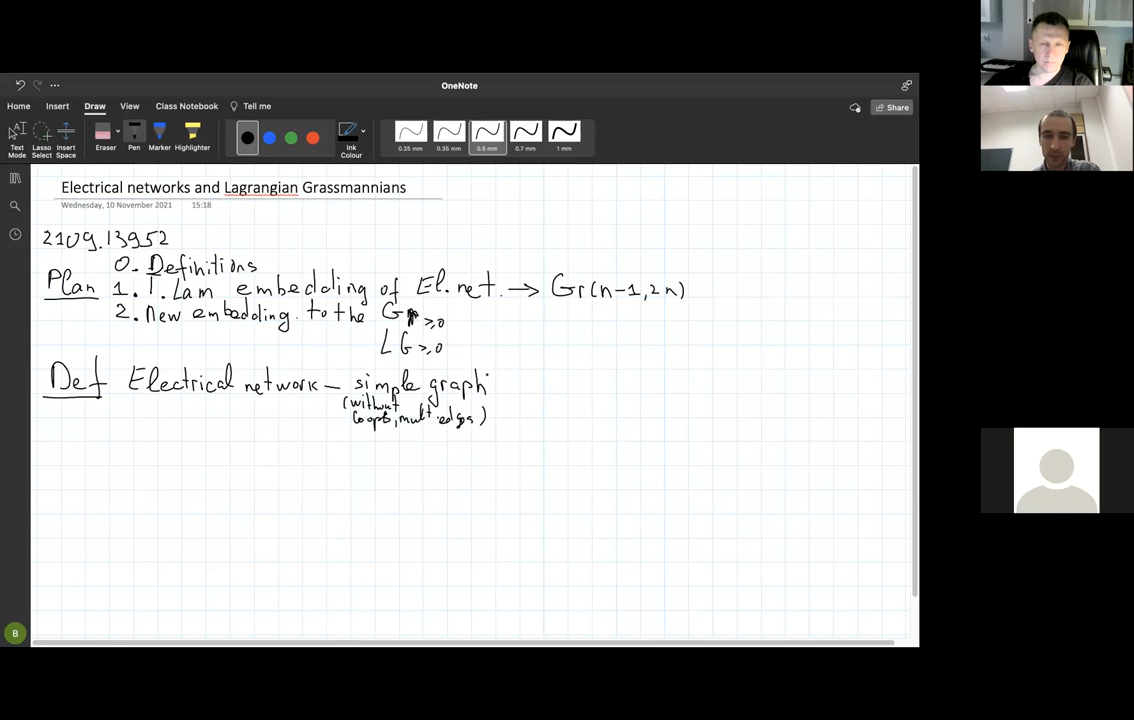 OneNote
Home Insert Draw View Class Notebook Tell me
Share
Text Mode
Lasso Select
Insert Space
Eraser
Pen
Marker
Highlighter
Ink Colour
0.25 mm 0.35 mm 0.5 mm 0.7 mm 1 mm
Electrical networks and Lagrangian Grassmannians
Wednesday, 10 November 2021 15:18
2109.13952
0. Definitions
Plan 1. T. Lam embedding of El. net. → Gr(n-1, 2n)
2. New embedding to the Gr ≥0
LG ≥0
Def Electrical network – simple graph
(without
loops, mult. edges)
B